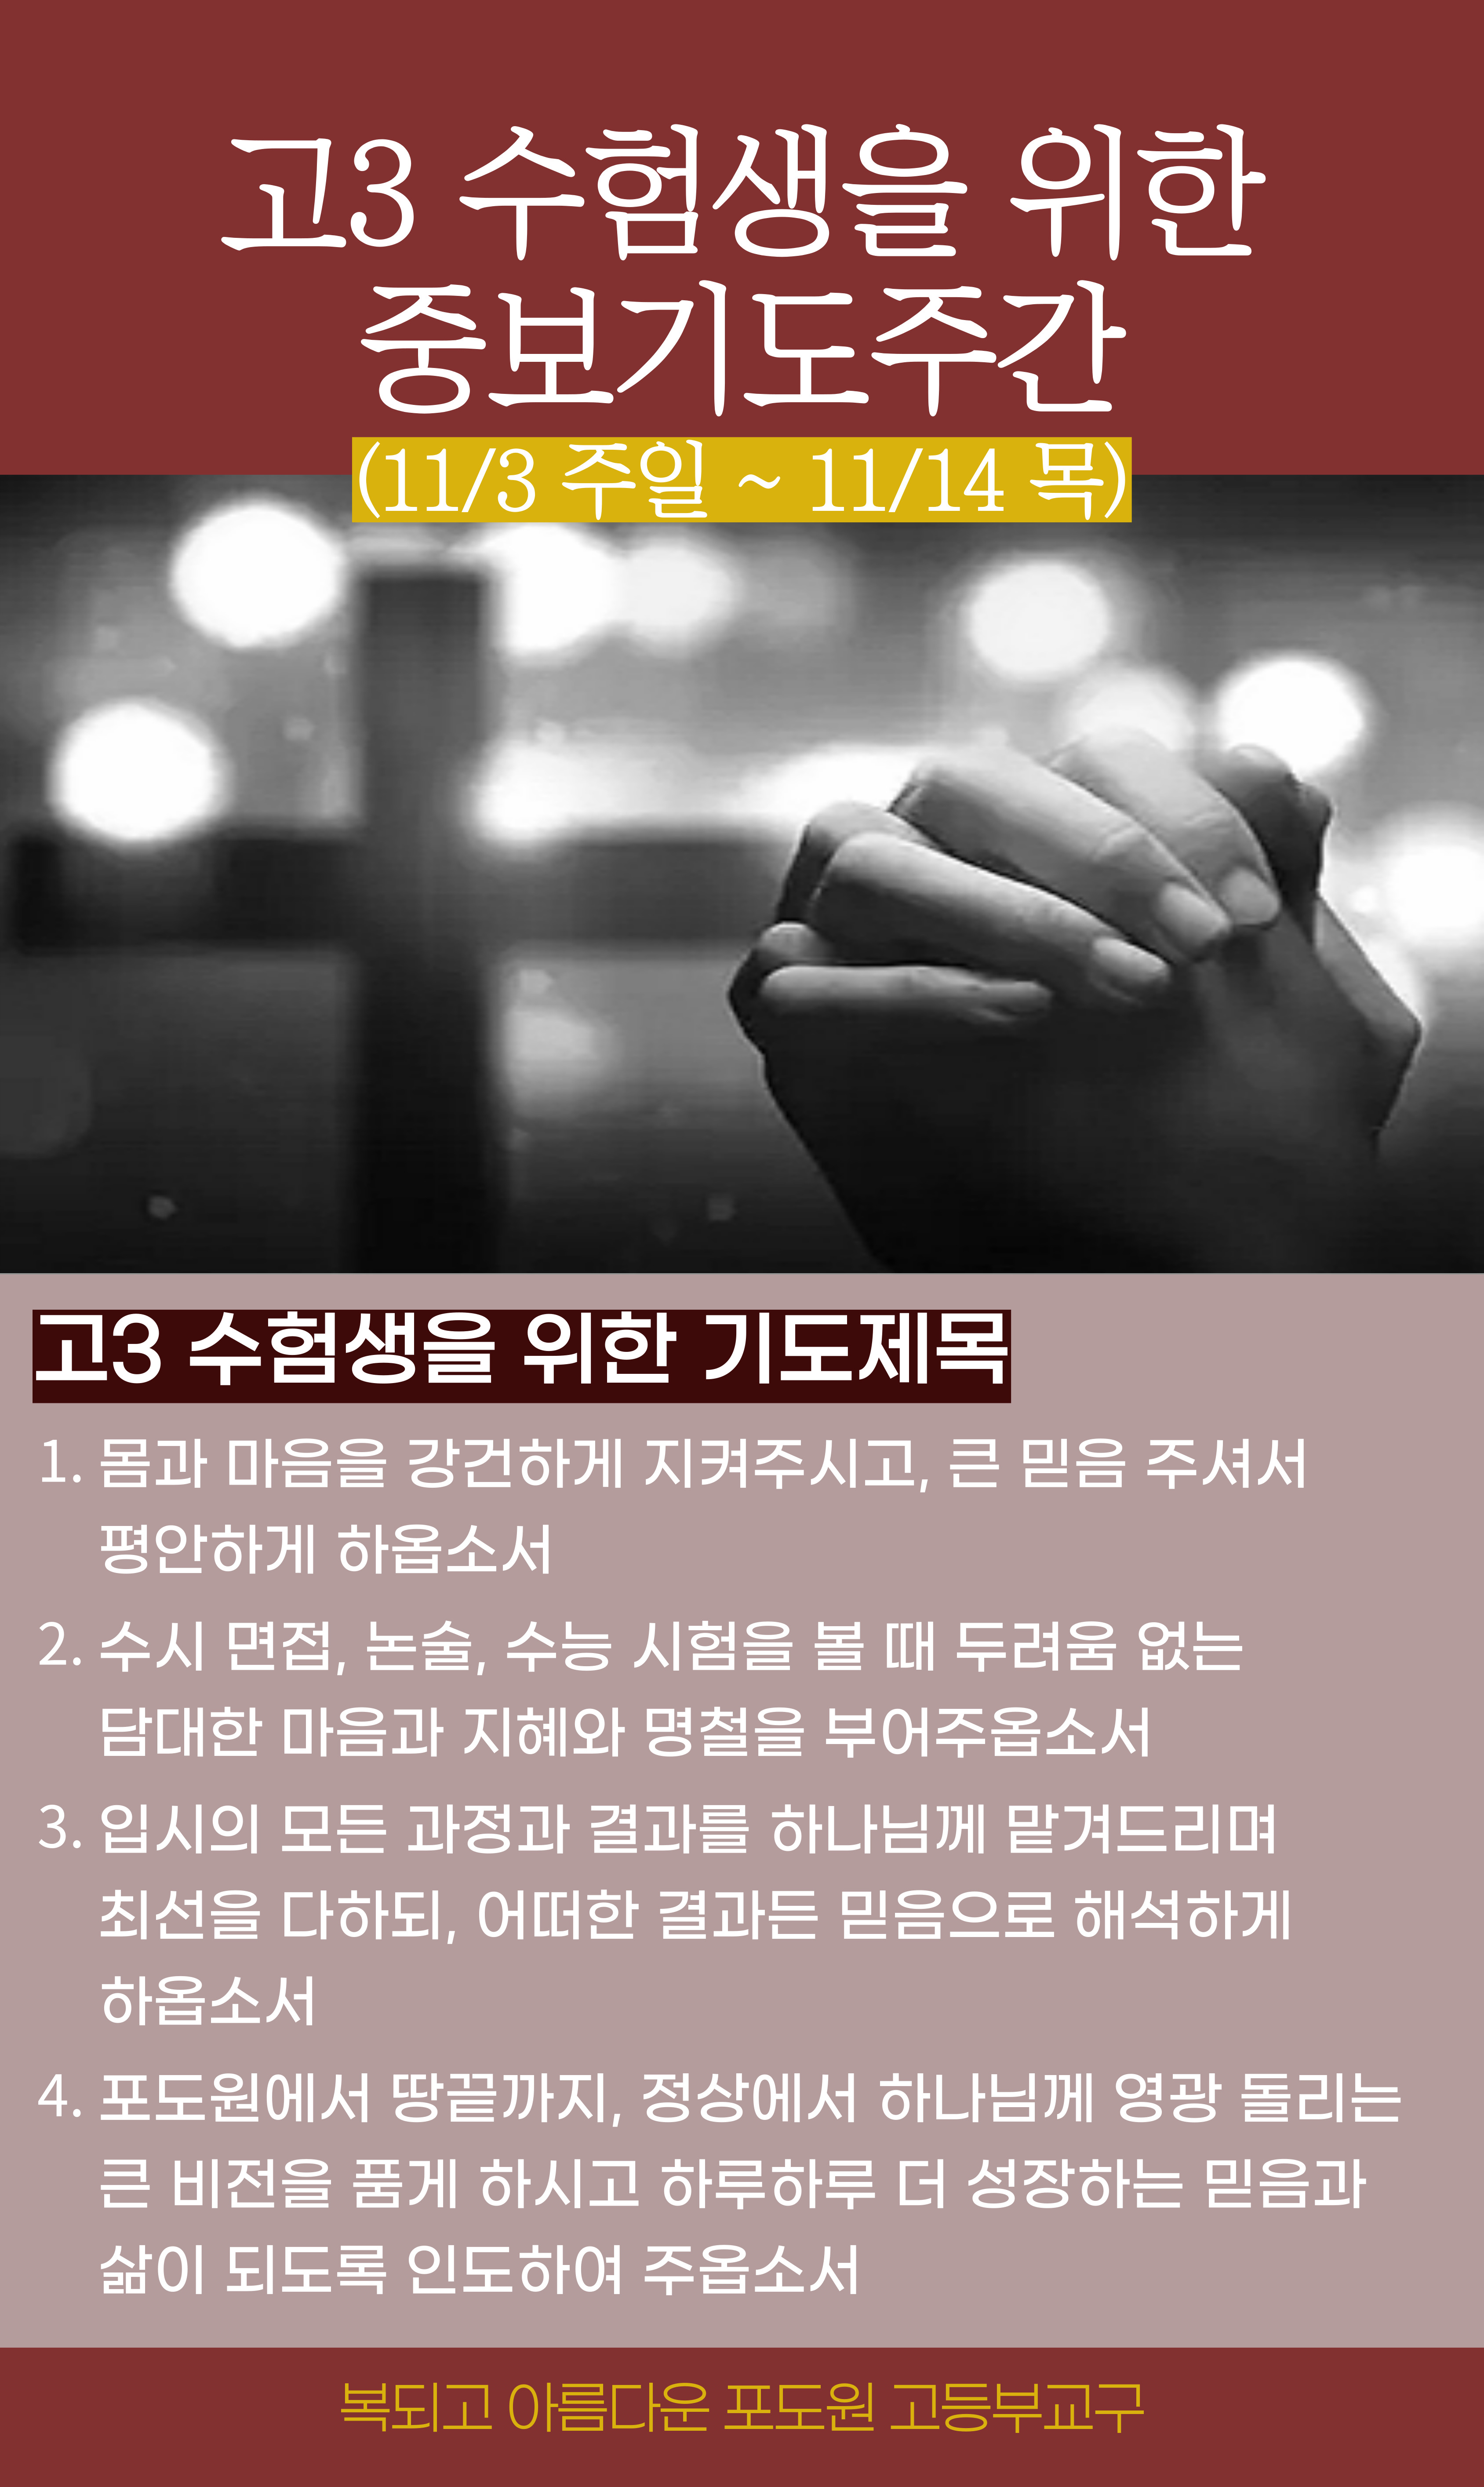 고3 수험생을 위한
중보기도주간
(11/3 주일 ~ 11/14 목)
고3 수험생을 위한 기도제목
1. 몸과 마음을 강건하게 지켜주시고, 큰 믿음 주셔서
평안하게 하옵소서
2. 수시 면접, 논술, 수능 시험을 볼 때 두려움 없는
담대한 마음과 지혜와 명철을 부어주옵소서
3. 입시의 모든 과정과 결과를 하나님께 맡겨드리며
최선을 다하되, 어떠한 결과든 믿음으로 해석하게
하옵소서
4. 포도원에서 땅끝까지, 정상에서 하나님께 영광 돌리는
큰 비전을 품게 하시고 하루하루 더 성장하는 믿음과
삶이 되도록 인도하여 주옵소서
복되고 아름다운 포도원 고등부교구